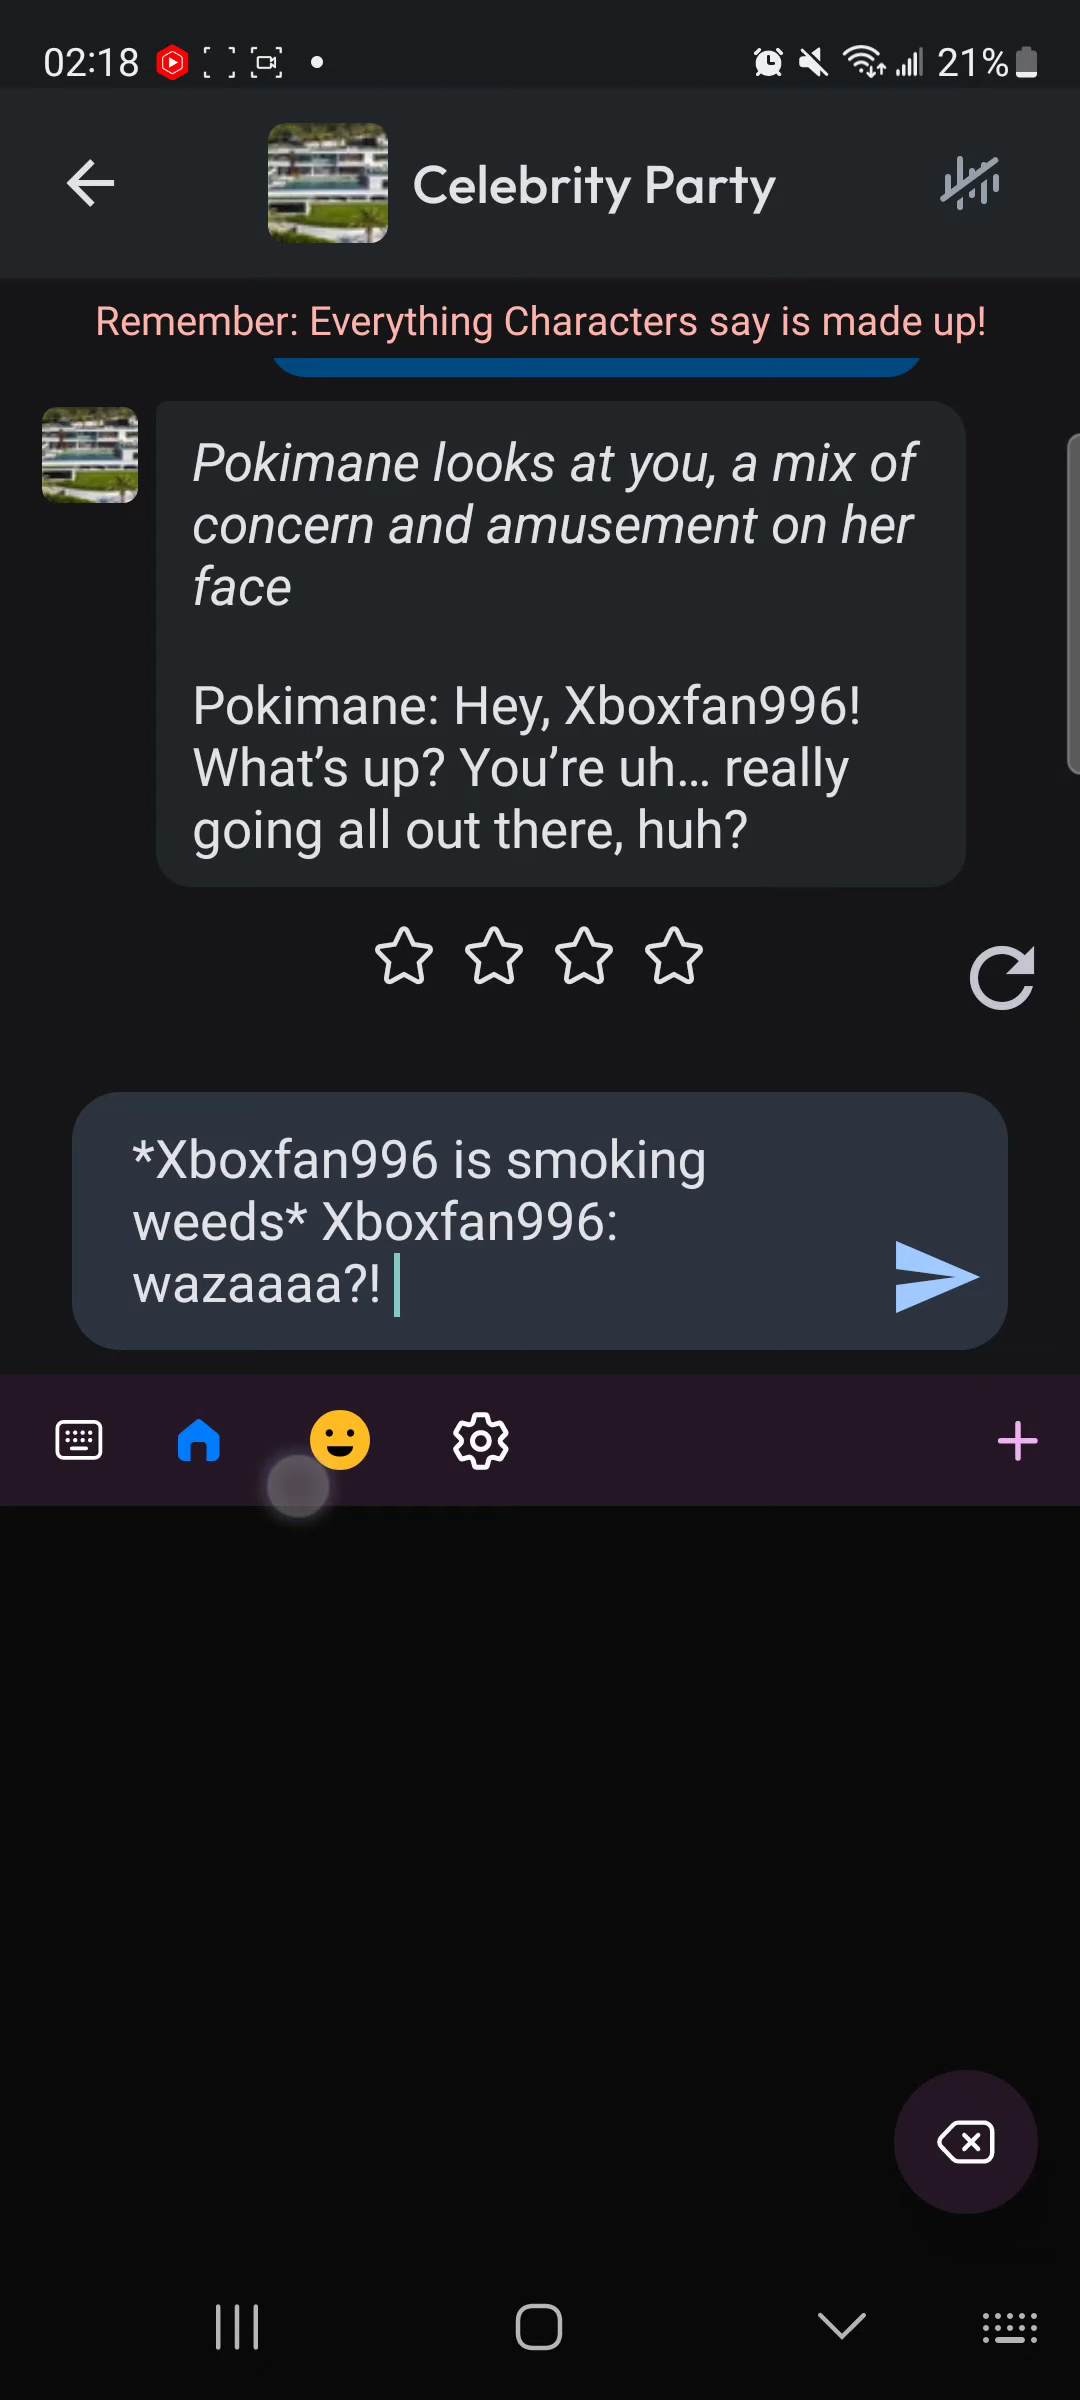 02:18
21%
Celebrity Party
Remember: Everything Characters say is made up!
Pokimane looks at you, a mix of
concern and amusement on her
face
Pokimane: Hey, Xboxfan996!
What’s up? You’re uh... really
going all out there, huh?
*Xboxfan996 is smoking
weeds* Xboxfan996:
wazaaaa?!